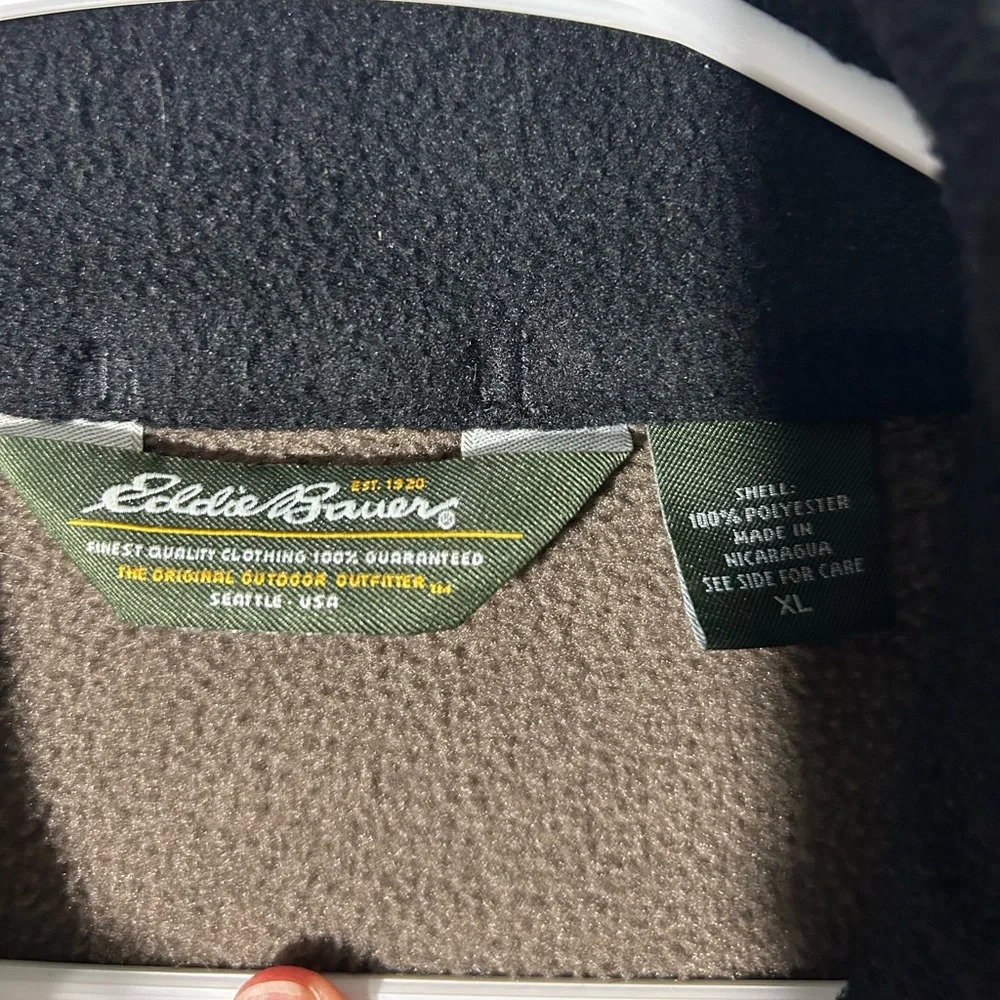 EST. 1920
Eddie Bauer®
FINEST QUALITY CLOTHING 100% GUARANTEED
THE ORIGINAL OUTDOOR OUTFITTER™
SEATTLE · USA
SHELL:
100% POLYESTER
MADE IN
NICARAGUA
SEE SIDE FOR CARE
XL